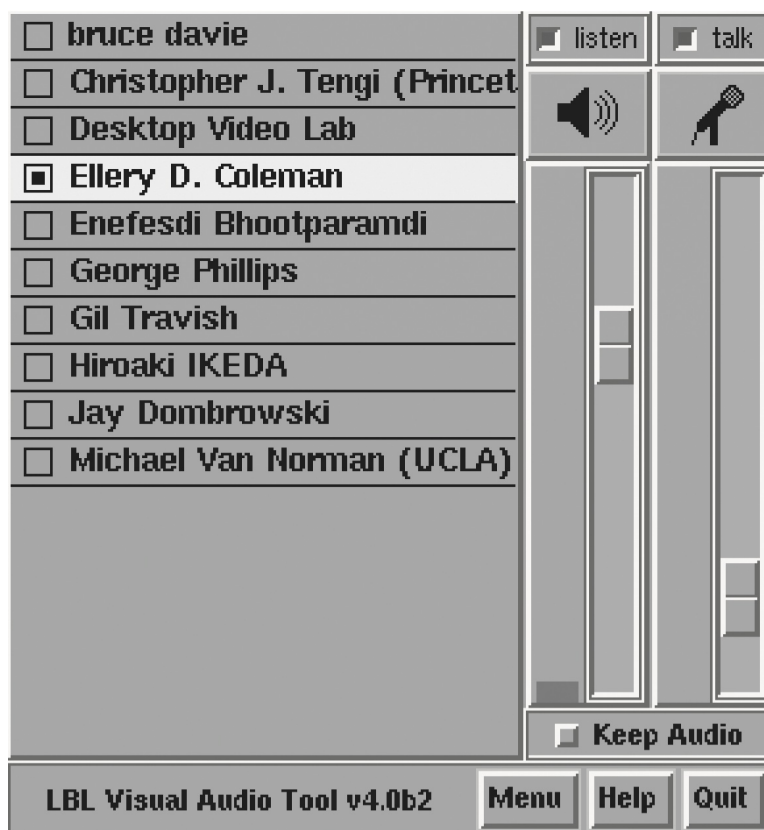 bruce davie
Christopher J. Tengi (Princet
Desktop Video Lab
Ellery D. Coleman
Enefesdi Bhootparamdi
George Phillips
Gil Travish
Hiroaki IKEDA
Jay Dombrowski
Michael Van Norman (UCLA)
listen
talk
Keep Audio
LBL Visual Audio Tool v4.0b2
Menu
Help
Quit